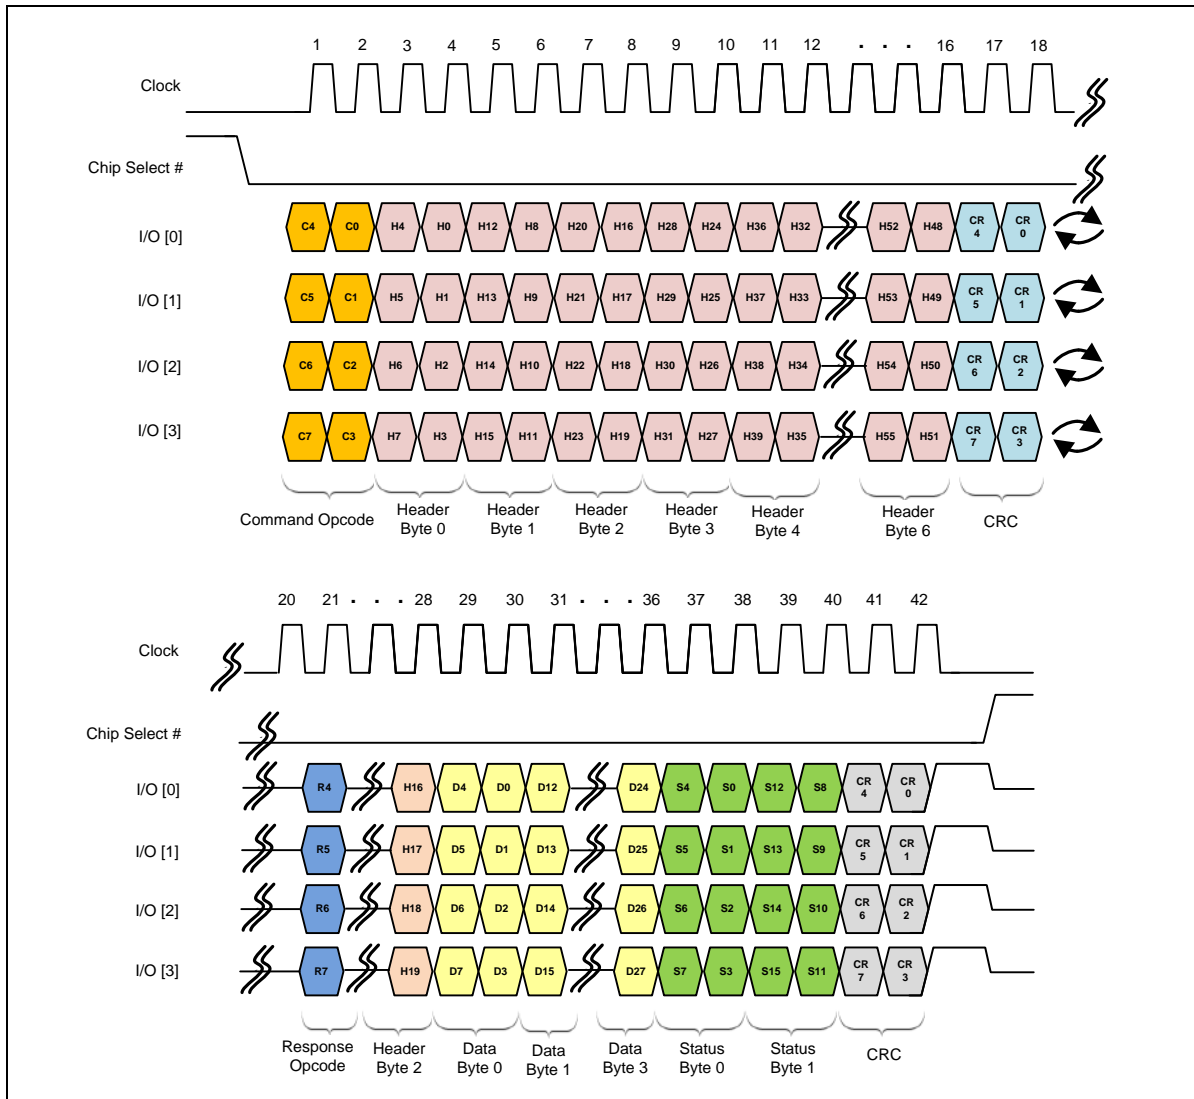 1 2 3 4 5 6 7 8 9 10 11 12 . . . 16 17 18
Clock
Chip Select #
I/O [0] C4 C0 H4 H0 H12 H8 H20 H16 H28 H24 H36 H32 H52 H48 CR 4 CR 0
I/O [1] C5 C1 H5 H1 H13 H9 H21 H17 H29 H25 H37 H33 H53 H49 CR 5 CR 1
I/O [2] C6 C2 H6 H2 H14 H10 H22 H18 H30 H26 H38 H34 H54 H50 CR 6 CR 2
I/O [3] C7 C3 H7 H3 H15 H11 H23 H19 H31 H27 H39 H35 H55 H51 CR 7 CR 3
Command Opcode
Header Byte 0
Header Byte 1
Header Byte 2
Header Byte 3
Header Byte 4
Header Byte 6
CRC
20 21 . . . 28 29 30 31 . . . 36 37 38 39 40 41 42
Clock
Chip Select #
I/O [0] R4 H16 D4 D0 D12 D24 S4 S0 S12 S8 CR 4 CR 0
I/O [1] R5 H17 D5 D1 D13 D25 S5 S1 S13 S9 CR 5 CR 1
I/O [2] R6 H18 D6 D2 D14 D26 S6 S2 S14 S10 CR 6 CR 2
I/O [3] R7 H19 D7 D3 D15 D27 S7 S3 S15 S11 CR 7 CR 3
Response Opcode
Header Byte 2
Data Byte 0
Data Byte 1
Data Byte 3
Status Byte 0
Status Byte 1
CRC